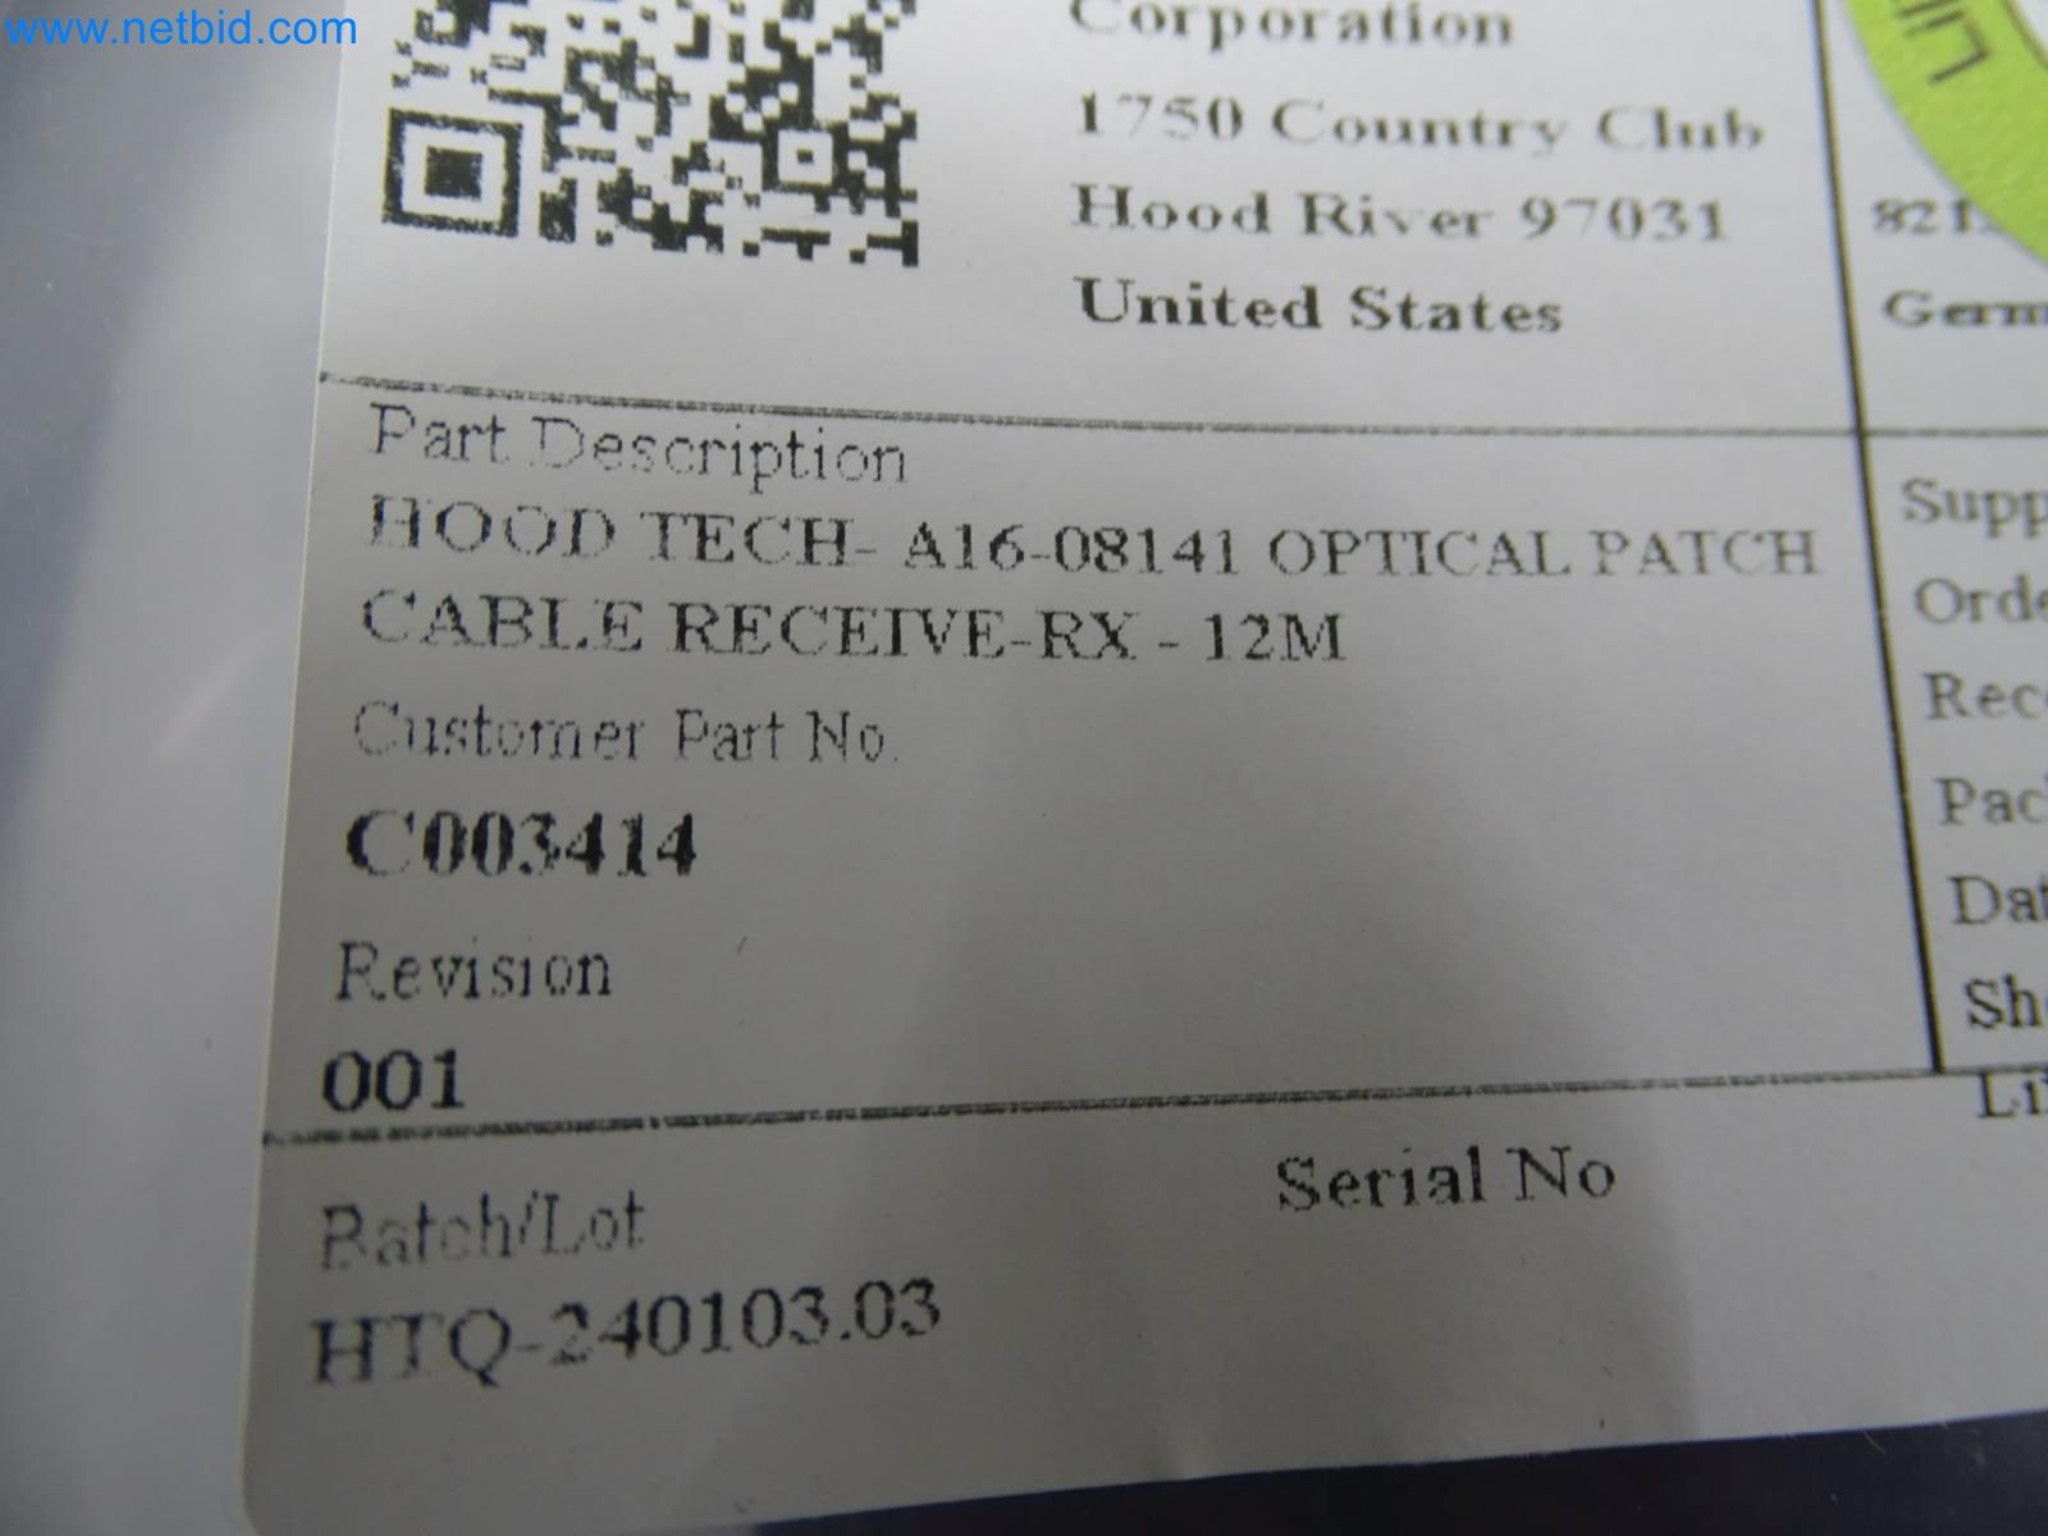 www.netbid.com
Corporation
1750 Country Club
Hood River 97031
United States
Part Description
HOOD TECH- A16-08141 OPTICAL PATCH
CABLE RECEIVE-RX - 12M
Customer Part No.
C003414
Revision
001
Batch/Lot
HTQ-240103.03
Serial No